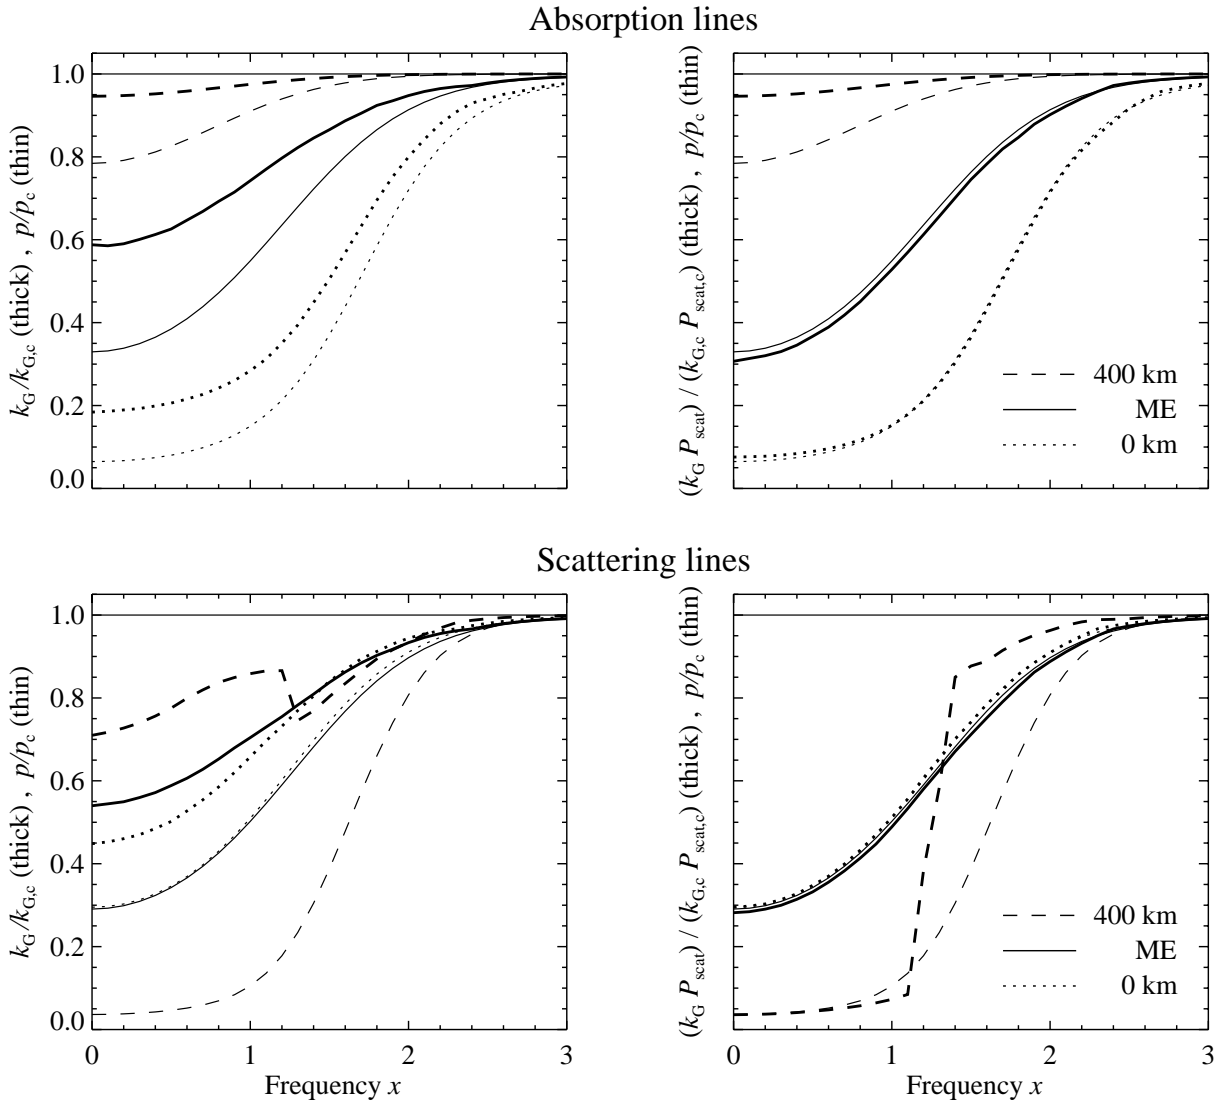 Absorption lines
k_G/k_G,c (thick) , p/p_c (thin)
1.0
0.8
0.6
0.4
0.2
0.0
(k_G P_scat) / (k_G,c P_scat,c) (thick) , p/p_c (thin)
400 km
ME
0 km
Scattering lines
k_G/k_G,c (thick) , p/p_c (thin)
1.0
0.8
0.6
0.4
0.2
0.0
0 1 2 3
Frequency x
(k_G P_scat) / (k_G,c P_scat,c) (thick) , p/p_c (thin)
400 km
ME
0 km
0 1 2 3
Frequency x